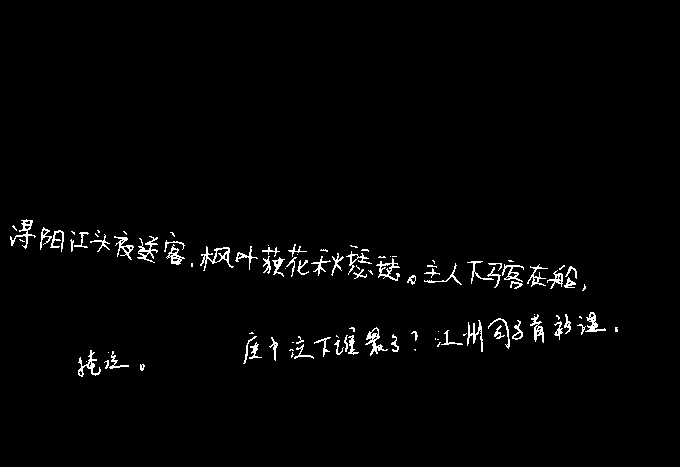 浔阳江头夜送客,枫叶荻花秋瑟瑟。主人下马客在船,
掩泣。 座中泣下谁最多?江州司马青衫湿.